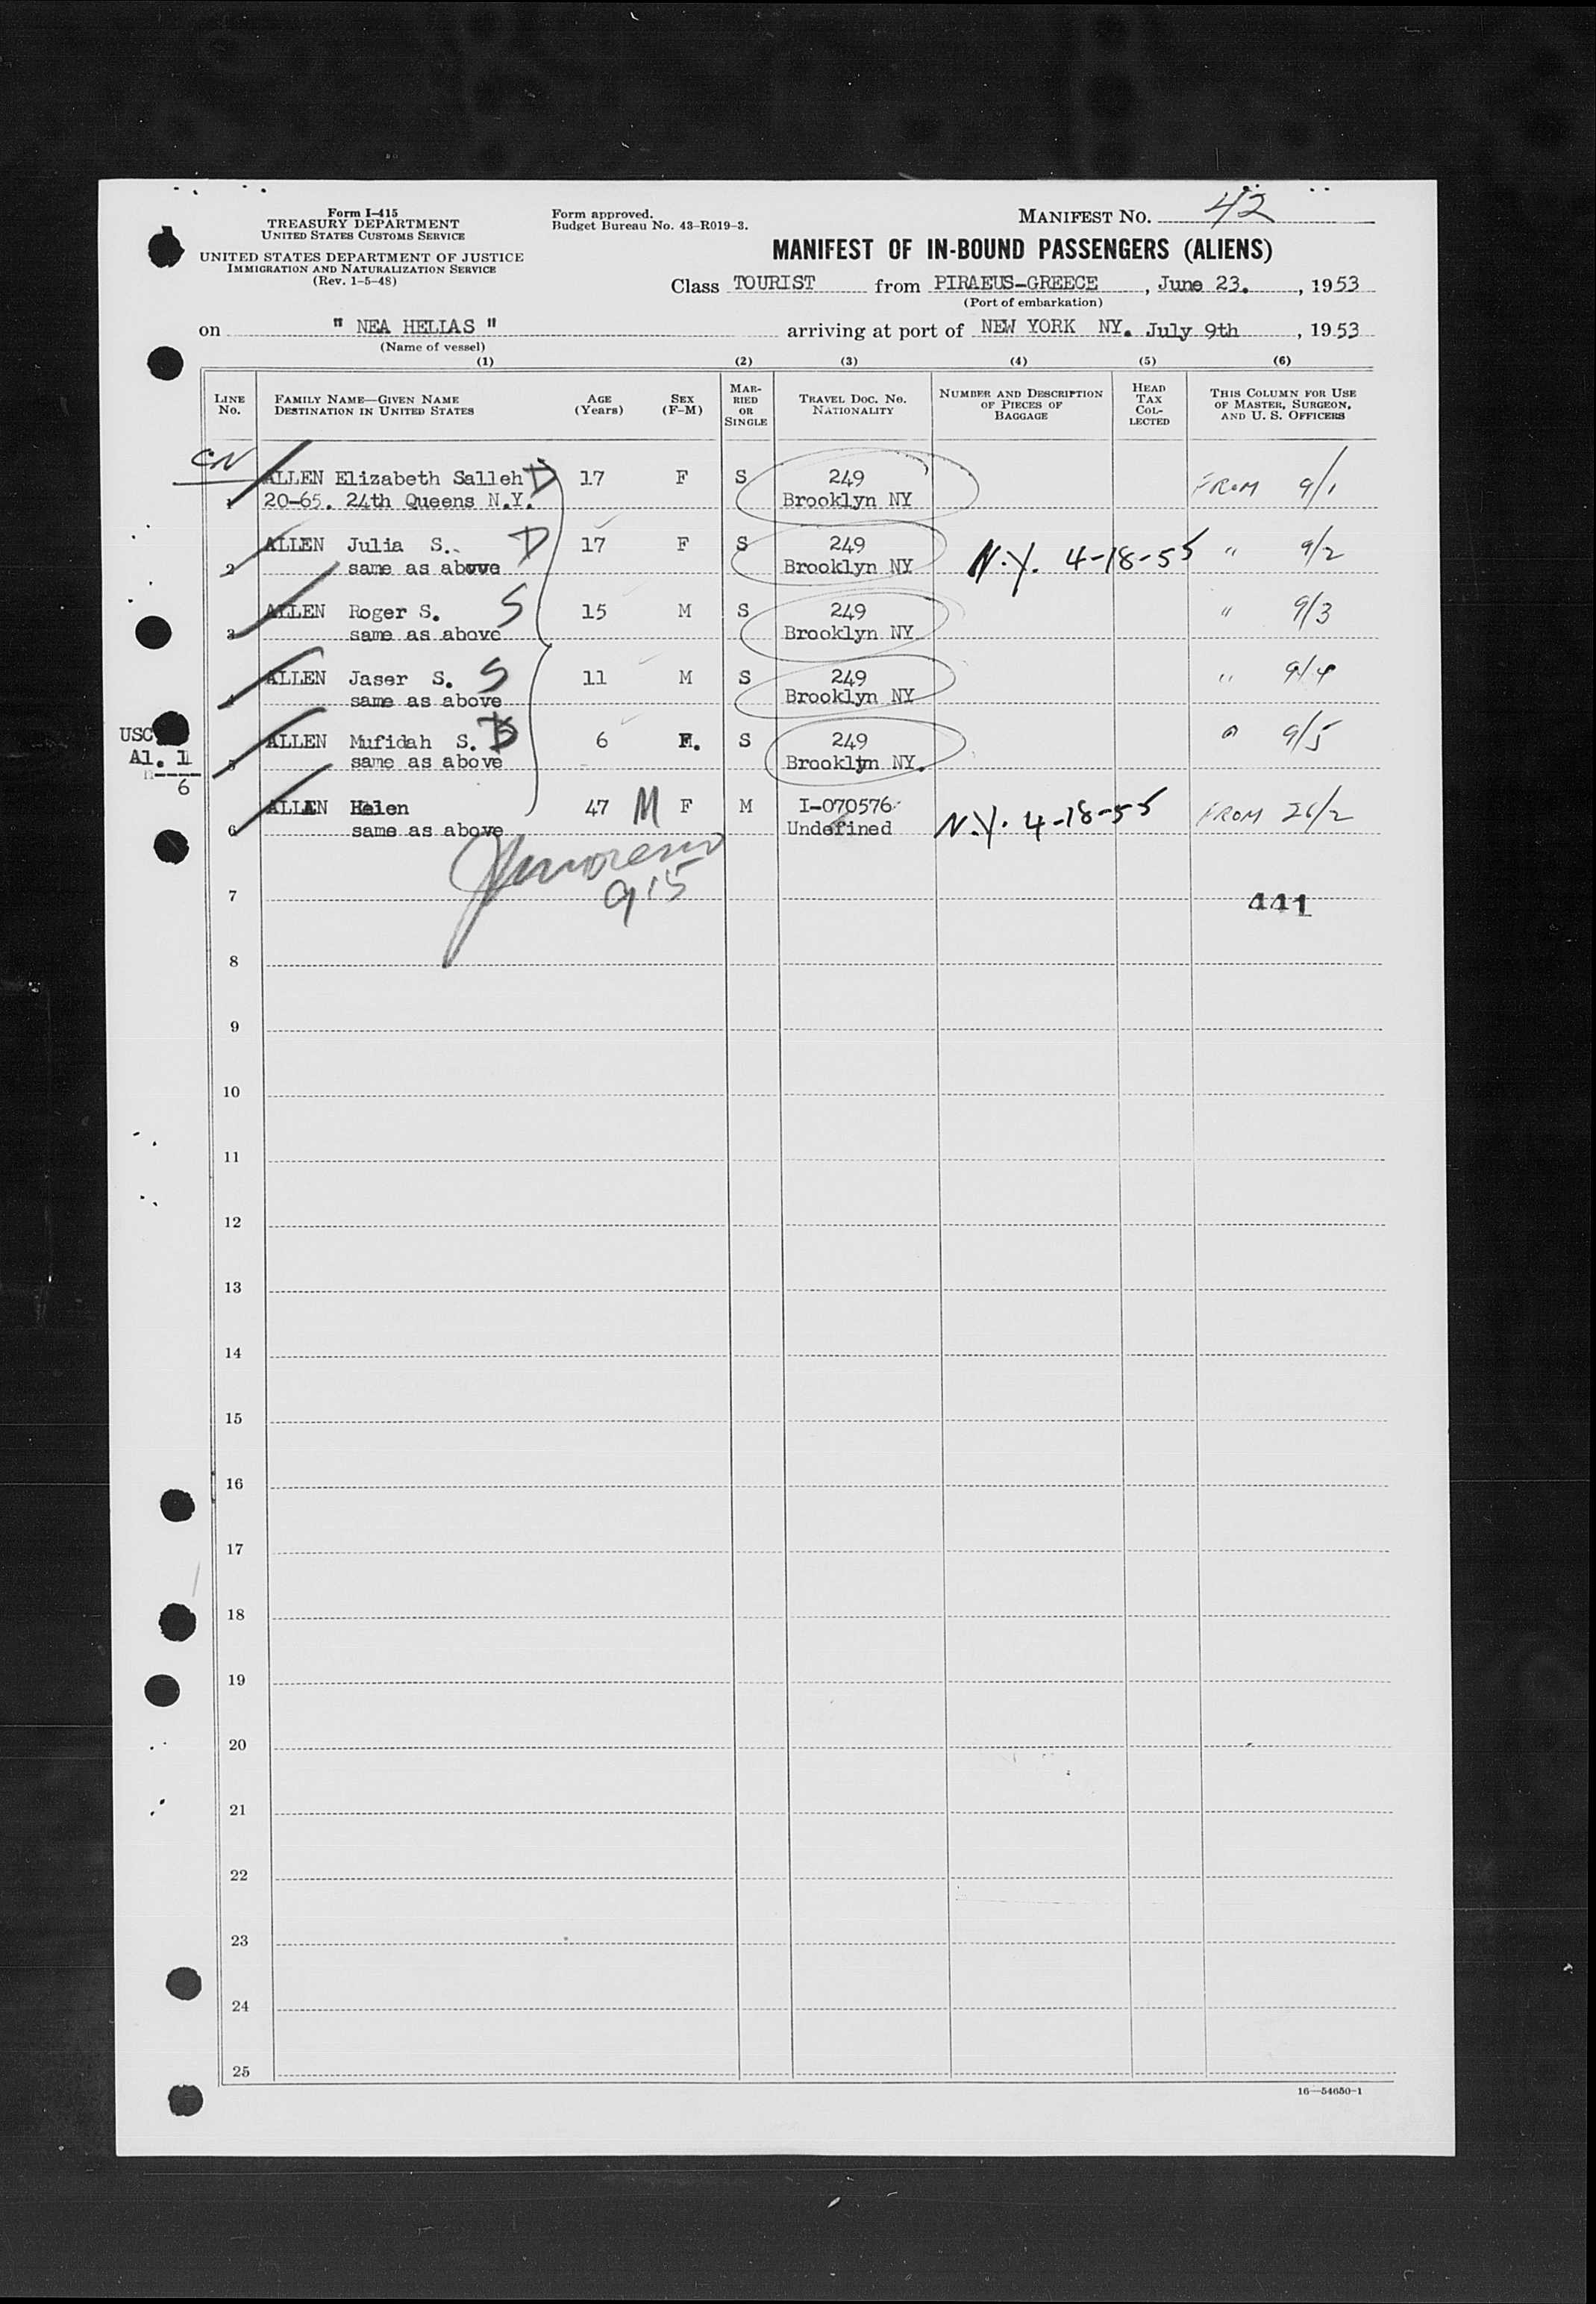 Form I-415
TREASURY DEPARTMENT
UNITED STATES CUSTOMS SERVICE
UNITED STATES DEPARTMENT OF JUSTICE
IMMIGRATION AND NATURALIZATION SERVICE
(Rev. 1-5-48)
Form approved.
Budget Bureau No. 43-R019-3.
MANIFEST NO. 42
MANIFEST OF IN-BOUND PASSENGERS (ALIENS)
Class TOURIST from PIRAEUS-GREECE , June 23. , 1953
(Port of embarkation)
on " NEA HELIAS " arriving at port of NEW YORK NY. July 9th , 1953
(Name of vessel)
(1) (2) (3) (4) (5) (6)
LINE No.
FAMILY NAME—GIVEN NAME
DESTINATION IN UNITED STATES
AGE (Years)
SEX (F-M)
MARRIED OR SINGLE
TRAVEL DOC. NO.
NATIONALITY
NUMBER AND DESCRIPTION OF PIECES OF BAGGAGE
HEAD TAX COLLECTED
THIS COLUMN FOR USE OF MASTER, SURGEON, AND U. S. OFFICERS
CN
1 ALLEN Elizabeth Salleh D 17 F S 249 FROM 9/1
20-65. 24th Queens N.Y. Brooklyn NY
2 ALLEN Julia S. D 17 F S 249 N.Y. 4-18-55 " 9/2
same as above Brooklyn NY
3 ALLEN Roger S. S 15 M S 249 " 9/3
same as above Brooklyn NY
4 ALLEN Jaser S. S 11 M S 249 " 9/4
same as above Brooklyn NY
USC
Al. 1
6
5 ALLEN Mufidah S. D 6 F. S 249 " 9/5
same as above Brooklyn NY.
6 ALLEN Helen 47 M F M I-070576 N.Y. 4-18-55 FROM 26/2
same as above Undefined
915
7 441
8
9
10
11
12
13
14
15
16
17
18
19
20
21
22
23
24
25
16—54650-1